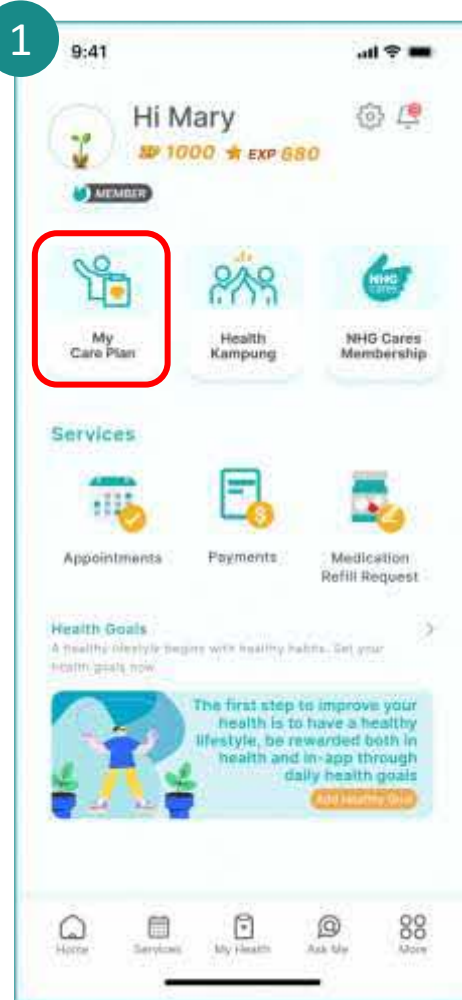 1
9:41
Hi Mary
1000 EXP 680
MEMBER
NHG
cares
My
Care Plan
Health
Kampung
NHG Cares
Membership
Services
Appointments
Payments
Medication
Refill Request
Health Goals
A healthy lifestyle begins with healthy habits. Set your
health goals now
The first step to improve your
health is to have a healthy
lifestyle, be rewarded both in
health and in-app through
daily health goals
Add Healthy Goal
Home
Services
My Health
Ask Me
More